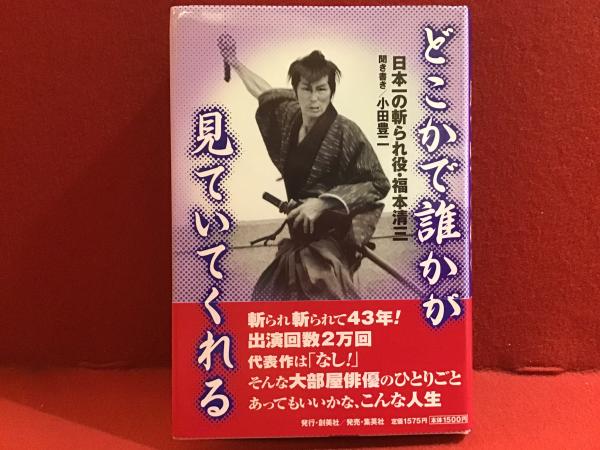 どこかで誰かが
見ていてくれる
日本一の斬られ役・福本清三
聞き書き／小田豊二
斬られ斬られて43年!
出演回数2万回
代表作は「なし!」
そんな大部屋俳優のひとりごと
あってもいいかな、こんな人生
発行・創美社／発売・集英社 定価1575円 本体1500円